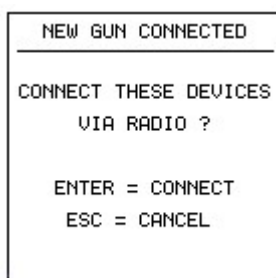 NEW GUN CONNECTED
CONNECT THESE DEVICES
VIA RADIO ?
ENTER = CONNECT
ESC = CANCEL